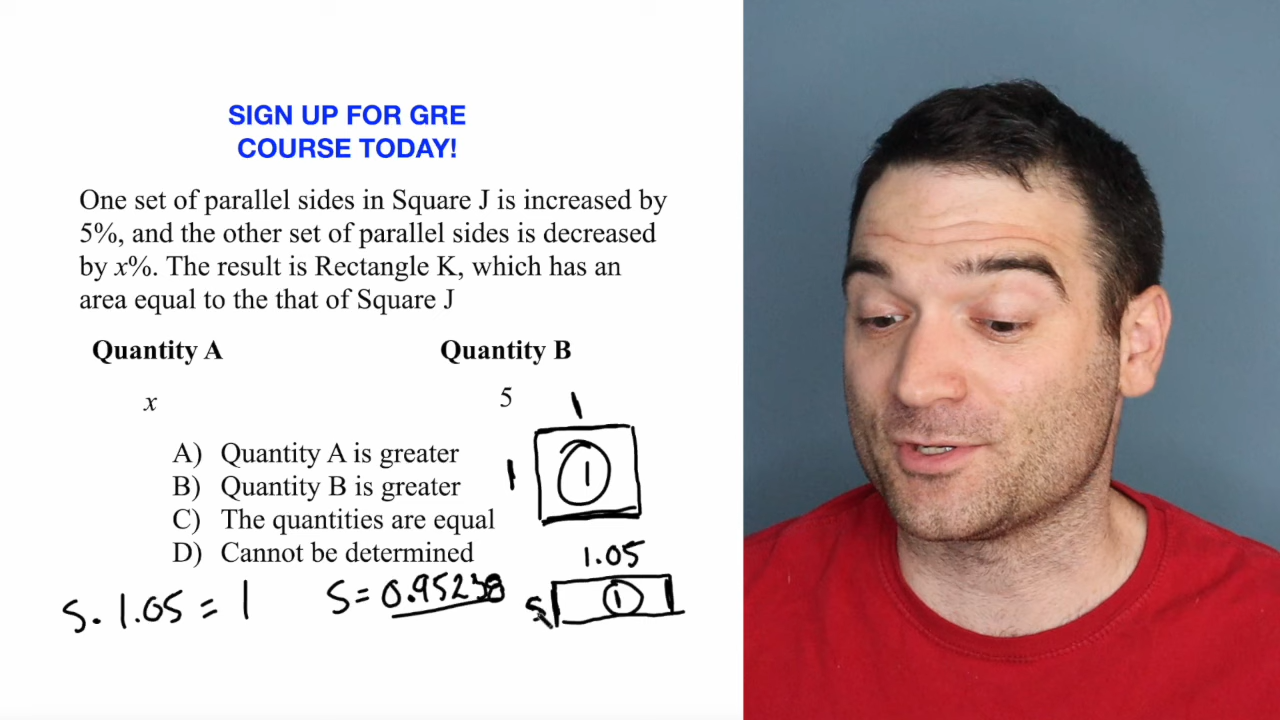 SIGN UP FOR GRE
COURSE TODAY!
One set of parallel sides in Square J is increased by
5%, and the other set of parallel sides is decreased
by x%. The result is Rectangle K, which has an
area equal to the that of Square J
Quantity A Quantity B
x 5
1
A) Quantity A is greater
B) Quantity B is greater
1 1
C) The quantities are equal
D) Cannot be determined
1.05
S. 1.05 = 1 S = 0.95238
S 1